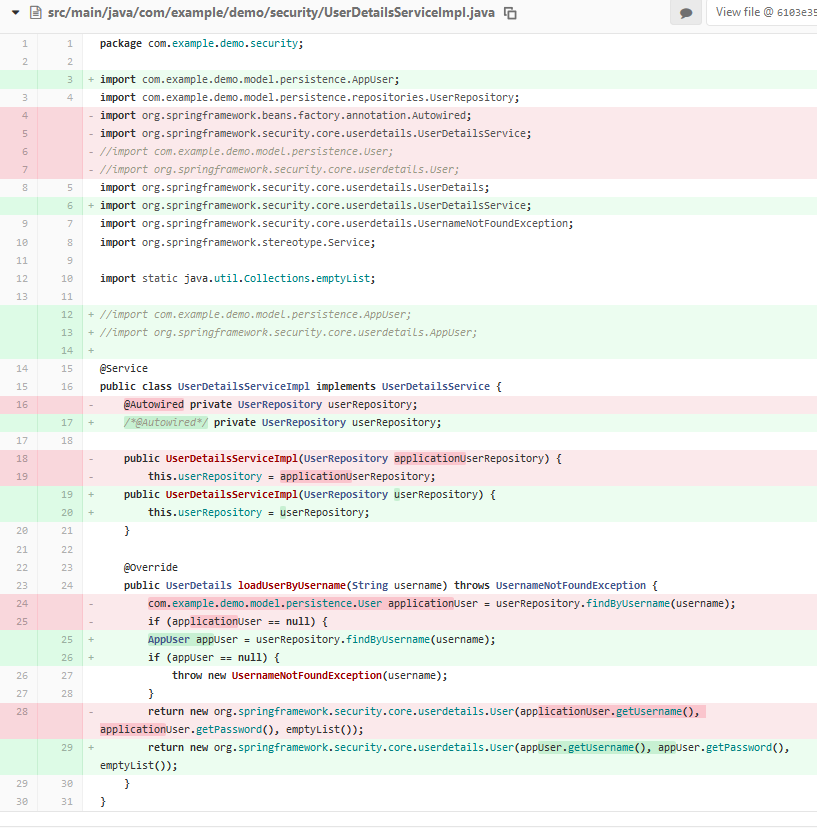 src/main/java/com/example/demo/security/UserDetailsServiceImpl.java View file @ 6103e35
1 1 package com.example.demo.security;
2 2
3 + import com.example.demo.model.persistence.AppUser;
3 4 import com.example.demo.model.persistence.repositories.UserRepository;
4 - import org.springframework.beans.factory.annotation.Autowired;
5 - import org.springframework.security.core.userdetails.UserDetailsService;
6 - //import com.example.demo.model.persistence.User;
7 - //import org.springframework.security.core.userdetails.User;
8 5 import org.springframework.security.core.userdetails.UserDetails;
6 + import org.springframework.security.core.userdetails.UserDetailsService;
9 7 import org.springframework.security.core.userdetails.UsernameNotFoundException;
10 8 import org.springframework.stereotype.Service;
11 9
12 10 import static java.util.Collections.emptyList;
13 11
12 + //import com.example.demo.model.persistence.AppUser;
13 + //import org.springframework.security.core.userdetails.AppUser;
14 +
14 15 @Service
15 16 public class UserDetailsServiceImpl implements UserDetailsService {
16 - @Autowired private UserRepository userRepository;
17 + /*@Autowired*/ private UserRepository userRepository;
17 18
18 - public UserDetailsServiceImpl(UserRepository applicationUserRepository) {
19 - this.userRepository = applicationUserRepository;
19 + public UserDetailsServiceImpl(UserRepository userRepository) {
20 + this.userRepository = userRepository;
20 21 }
21 22
22 23 @Override
23 24 public UserDetails loadUserByUsername(String username) throws UsernameNotFoundException {
24 - com.example.demo.model.persistence.User applicationUser = userRepository.findByUsername(username);
25 - if (applicationUser == null) {
25 + AppUser appUser = userRepository.findByUsername(username);
26 + if (appUser == null) {
26 27 throw new UsernameNotFoundException(username);
27 28 }
28 - return new org.springframework.security.core.userdetails.User(applicationUser.getUsername(),
applicationUser.getPassword(), emptyList());
29 + return new org.springframework.security.core.userdetails.User(appUser.getUsername(), appUser.getPassword(),
emptyList());
29 30 }
30 31 }